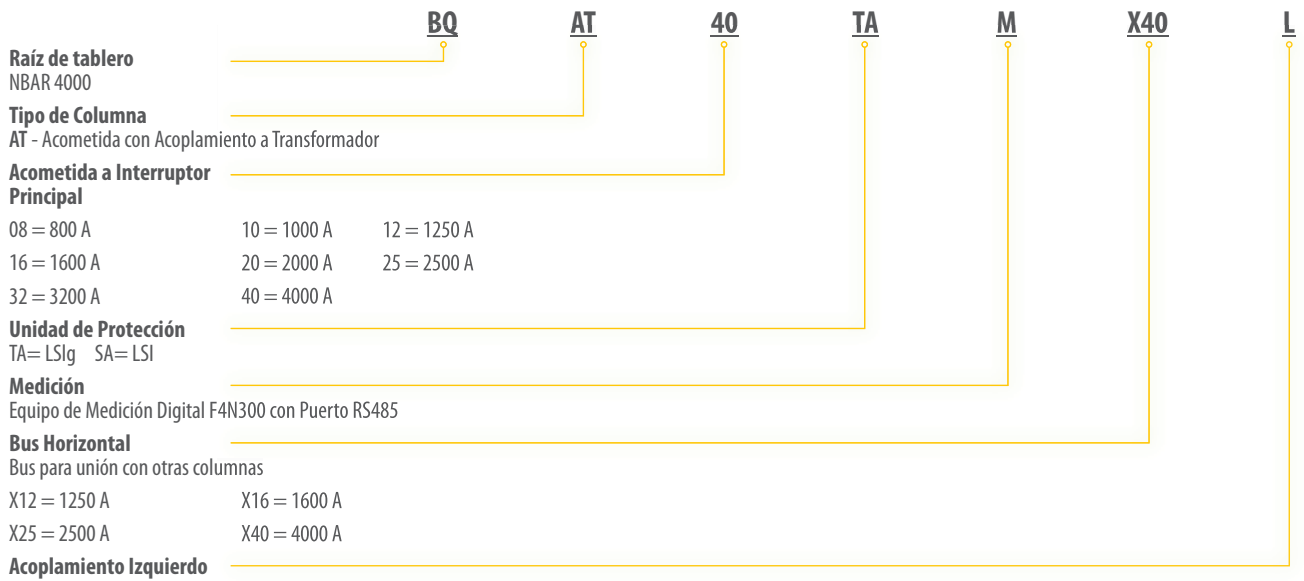 BQ AT 40 TA M X40 L
Raíz de tablero
NBAR 4000
Tipo de Columna
AT - Acometida con Acoplamiento a Transformador
Acometida a Interruptor
Principal
08 = 800 A 10 = 1000 A 12 = 1250 A
16 = 1600 A 20 = 2000 A 25 = 2500 A
32 = 3200 A 40 = 4000 A
Unidad de Protección
TA= LSIg SA= LSI
Medición
Equipo de Medición Digital F4N300 con Puerto RS485
Bus Horizontal
Bus para unión con otras columnas
X12 = 1250 A X16 = 1600 A
X25 = 2500 A X40 = 4000 A
Acoplamiento Izquierdo